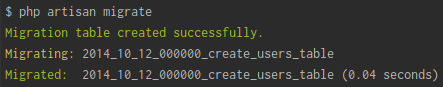 $ php artisan migrate
Migration table created successfully.
Migrating: 2014_10_12_000000_create_users_table
Migrated:  2014_10_12_000000_create_users_table (0.04 seconds)